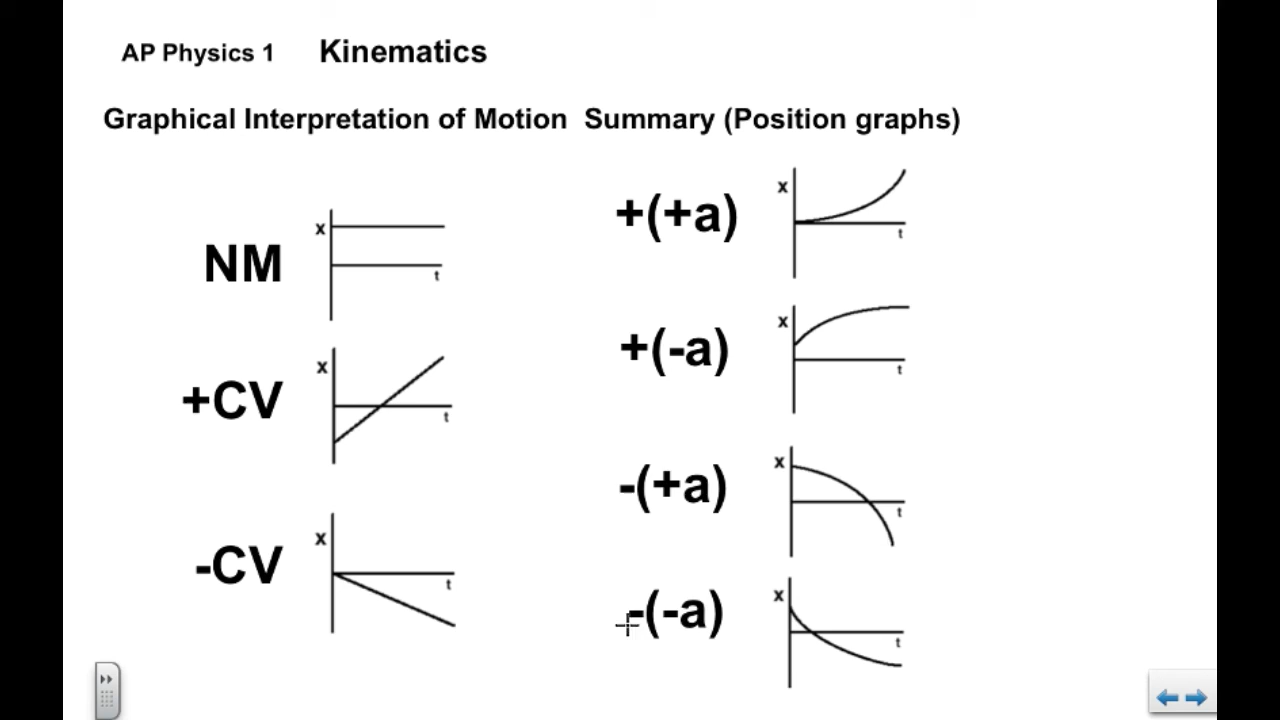 AP Physics 1 Kinematics
Graphical Interpretation of Motion Summary (Position graphs)
NM
x
t
+CV
x
t
-CV
x
t
+(+a)
x
t
+(-a)
x
t
-(+a)
x
t
-(-a)
x
t